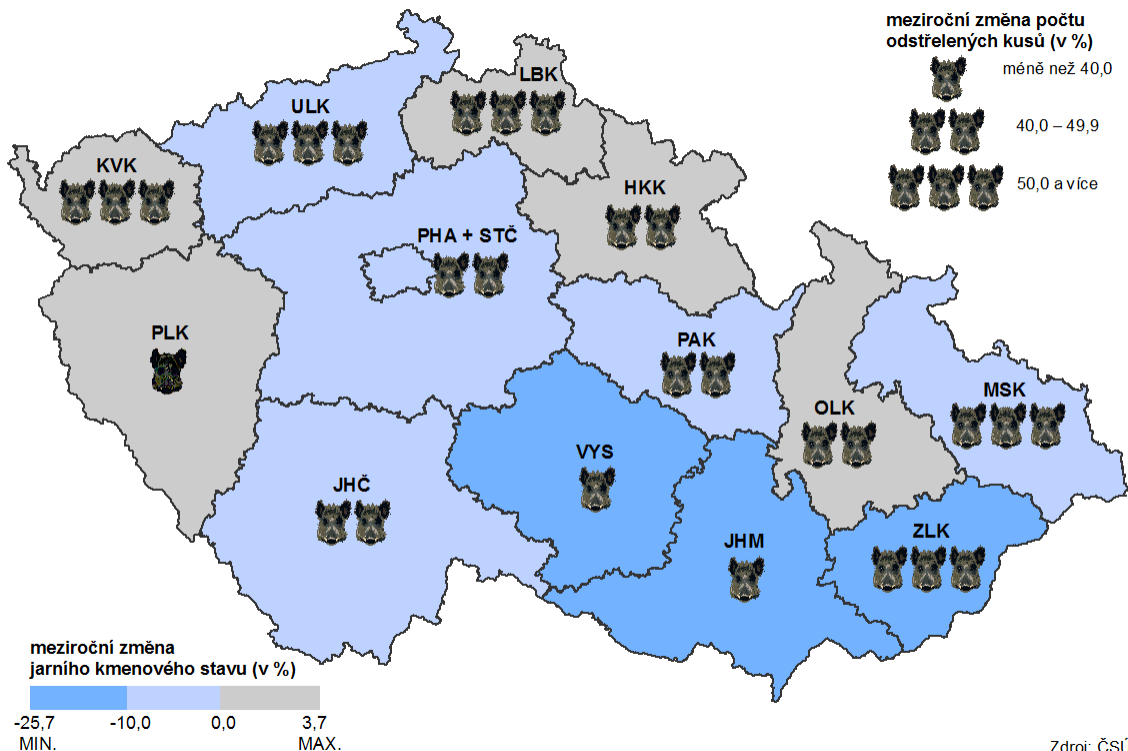 meziroční změna počtu
odstřelených kusů (v %)
méně než 40,0
40,0 – 49,9
50,0 a více
LBK
ULK
KVK
HKK
PHA + STČ
PLK
PAK
MSK
OLK
VYS
JHČ
ZLK
JHM
meziroční změna
jarního kmenového stavu (v %)
-25,7 -10,0 0,0 3,7
MIN. MAX.
Zdroj: ČSÚ